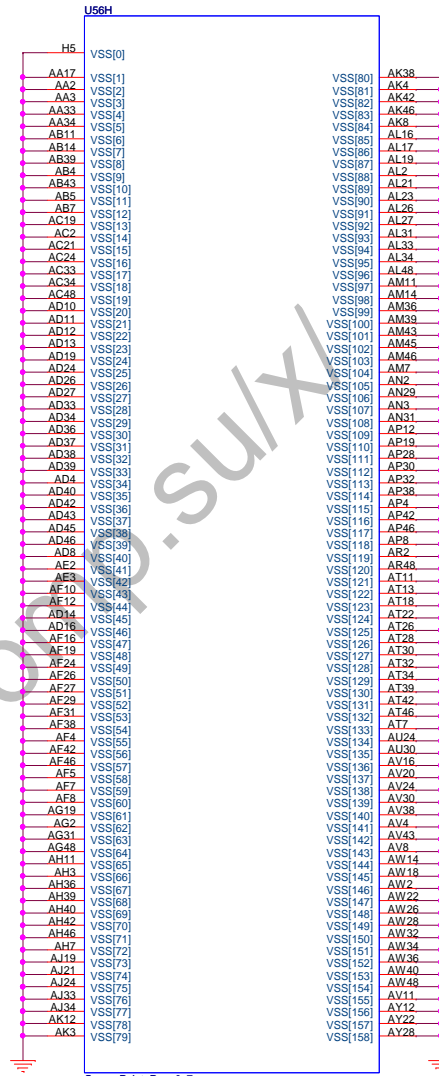 U56H
H5 VSS[0]
AA17 VSS[1]
AA2 VSS[2]
AA3 VSS[3]
AA33 VSS[4]
AA34 VSS[5]
AB11 VSS[6]
AB14 VSS[7]
AB39 VSS[8]
AB4 VSS[9]
AB43 VSS[10]
AB5 VSS[11]
AB7 VSS[12]
AC19 VSS[13]
AC2 VSS[14]
AC21 VSS[15]
AC24 VSS[16]
AC33 VSS[17]
AC34 VSS[18]
AC48 VSS[19]
AD10 VSS[20]
AD11 VSS[21]
AD12 VSS[22]
AD13 VSS[23]
AD19 VSS[24]
AD24 VSS[25]
AD26 VSS[26]
AD27 VSS[27]
AD33 VSS[28]
AD34 VSS[29]
AD36 VSS[30]
AD37 VSS[31]
AD38 VSS[32]
AD39 VSS[33]
AD4 VSS[34]
AD40 VSS[35]
AD42 VSS[36]
AD43 VSS[37]
AD45 VSS[38]
AD46 VSS[39]
AD8 VSS[40]
AE2 VSS[41]
AE3 VSS[42]
AF10 VSS[43]
AF12 VSS[44]
AD14 VSS[45]
AD16 VSS[46]
AF16 VSS[47]
AF19 VSS[48]
AF24 VSS[49]
AF26 VSS[50]
AF27 VSS[51]
AF29 VSS[52]
AF31 VSS[53]
AF38 VSS[54]
AF4 VSS[55]
AF42 VSS[56]
AF46 VSS[57]
AF5 VSS[58]
AF7 VSS[59]
AF8 VSS[60]
AG19 VSS[61]
AG2 VSS[62]
AG31 VSS[63]
AG48 VSS[64]
AH11 VSS[65]
AH3 VSS[66]
AH36 VSS[67]
AH39 VSS[68]
AH40 VSS[69]
AH42 VSS[70]
AH46 VSS[71]
AH7 VSS[72]
AJ19 VSS[73]
AJ21 VSS[74]
AJ24 VSS[75]
AJ33 VSS[76]
AJ34 VSS[77]
AK12 VSS[78]
AK3 VSS[79]
VSS[80] AK38
VSS[81] AK4
VSS[82] AK42
VSS[83] AK46
VSS[84] AK8
VSS[85] AL16
VSS[86] AL17
VSS[87] AL19
VSS[88] AL2
VSS[89] AL21
VSS[90] AL23
VSS[91] AL26
VSS[92] AL27
VSS[93] AL31
VSS[94] AL33
VSS[95] AL34
VSS[96] AL48
VSS[97] AM11
VSS[98] AM14
VSS[99] AM36
VSS[100] AM39
VSS[101] AM43
VSS[102] AM45
VSS[103] AM46
VSS[104] AM7
VSS[105] AN2
VSS[106] AN29
VSS[107] AN3
VSS[108] AN31
VSS[109] AP12
VSS[110] AP19
VSS[111] AP28
VSS[112] AP30
VSS[113] AP32
VSS[114] AP38
VSS[115] AP4
VSS[116] AP42
VSS[117] AP46
VSS[118] AP8
VSS[119] AR2
VSS[120] AR48
VSS[121] AT11
VSS[122] AT13
VSS[123] AT18
VSS[124] AT22
VSS[125] AT26
VSS[126] AT28
VSS[127] AT30
VSS[128] AT32
VSS[129] AT34
VSS[130] AT39
VSS[131] AT42
VSS[132] AT46
VSS[133] AT7
VSS[134] AU24
VSS[135] AU30
VSS[136] AV16
VSS[137] AV20
VSS[138] AV24
VSS[139] AV30
VSS[140] AV38
VSS[141] AV4
VSS[142] AV43
VSS[143] AV8
VSS[144] AW14
VSS[145] AW18
VSS[146] AW2
VSS[147] AW22
VSS[148] AW26
VSS[149] AW28
VSS[150] AW32
VSS[151] AW34
VSS[152] AW36
VSS[153] AW40
VSS[154] AW48
VSS[155] AV11
VSS[156] AY12
VSS[157] AY22
VSS[158] AY28
omp.su/x/